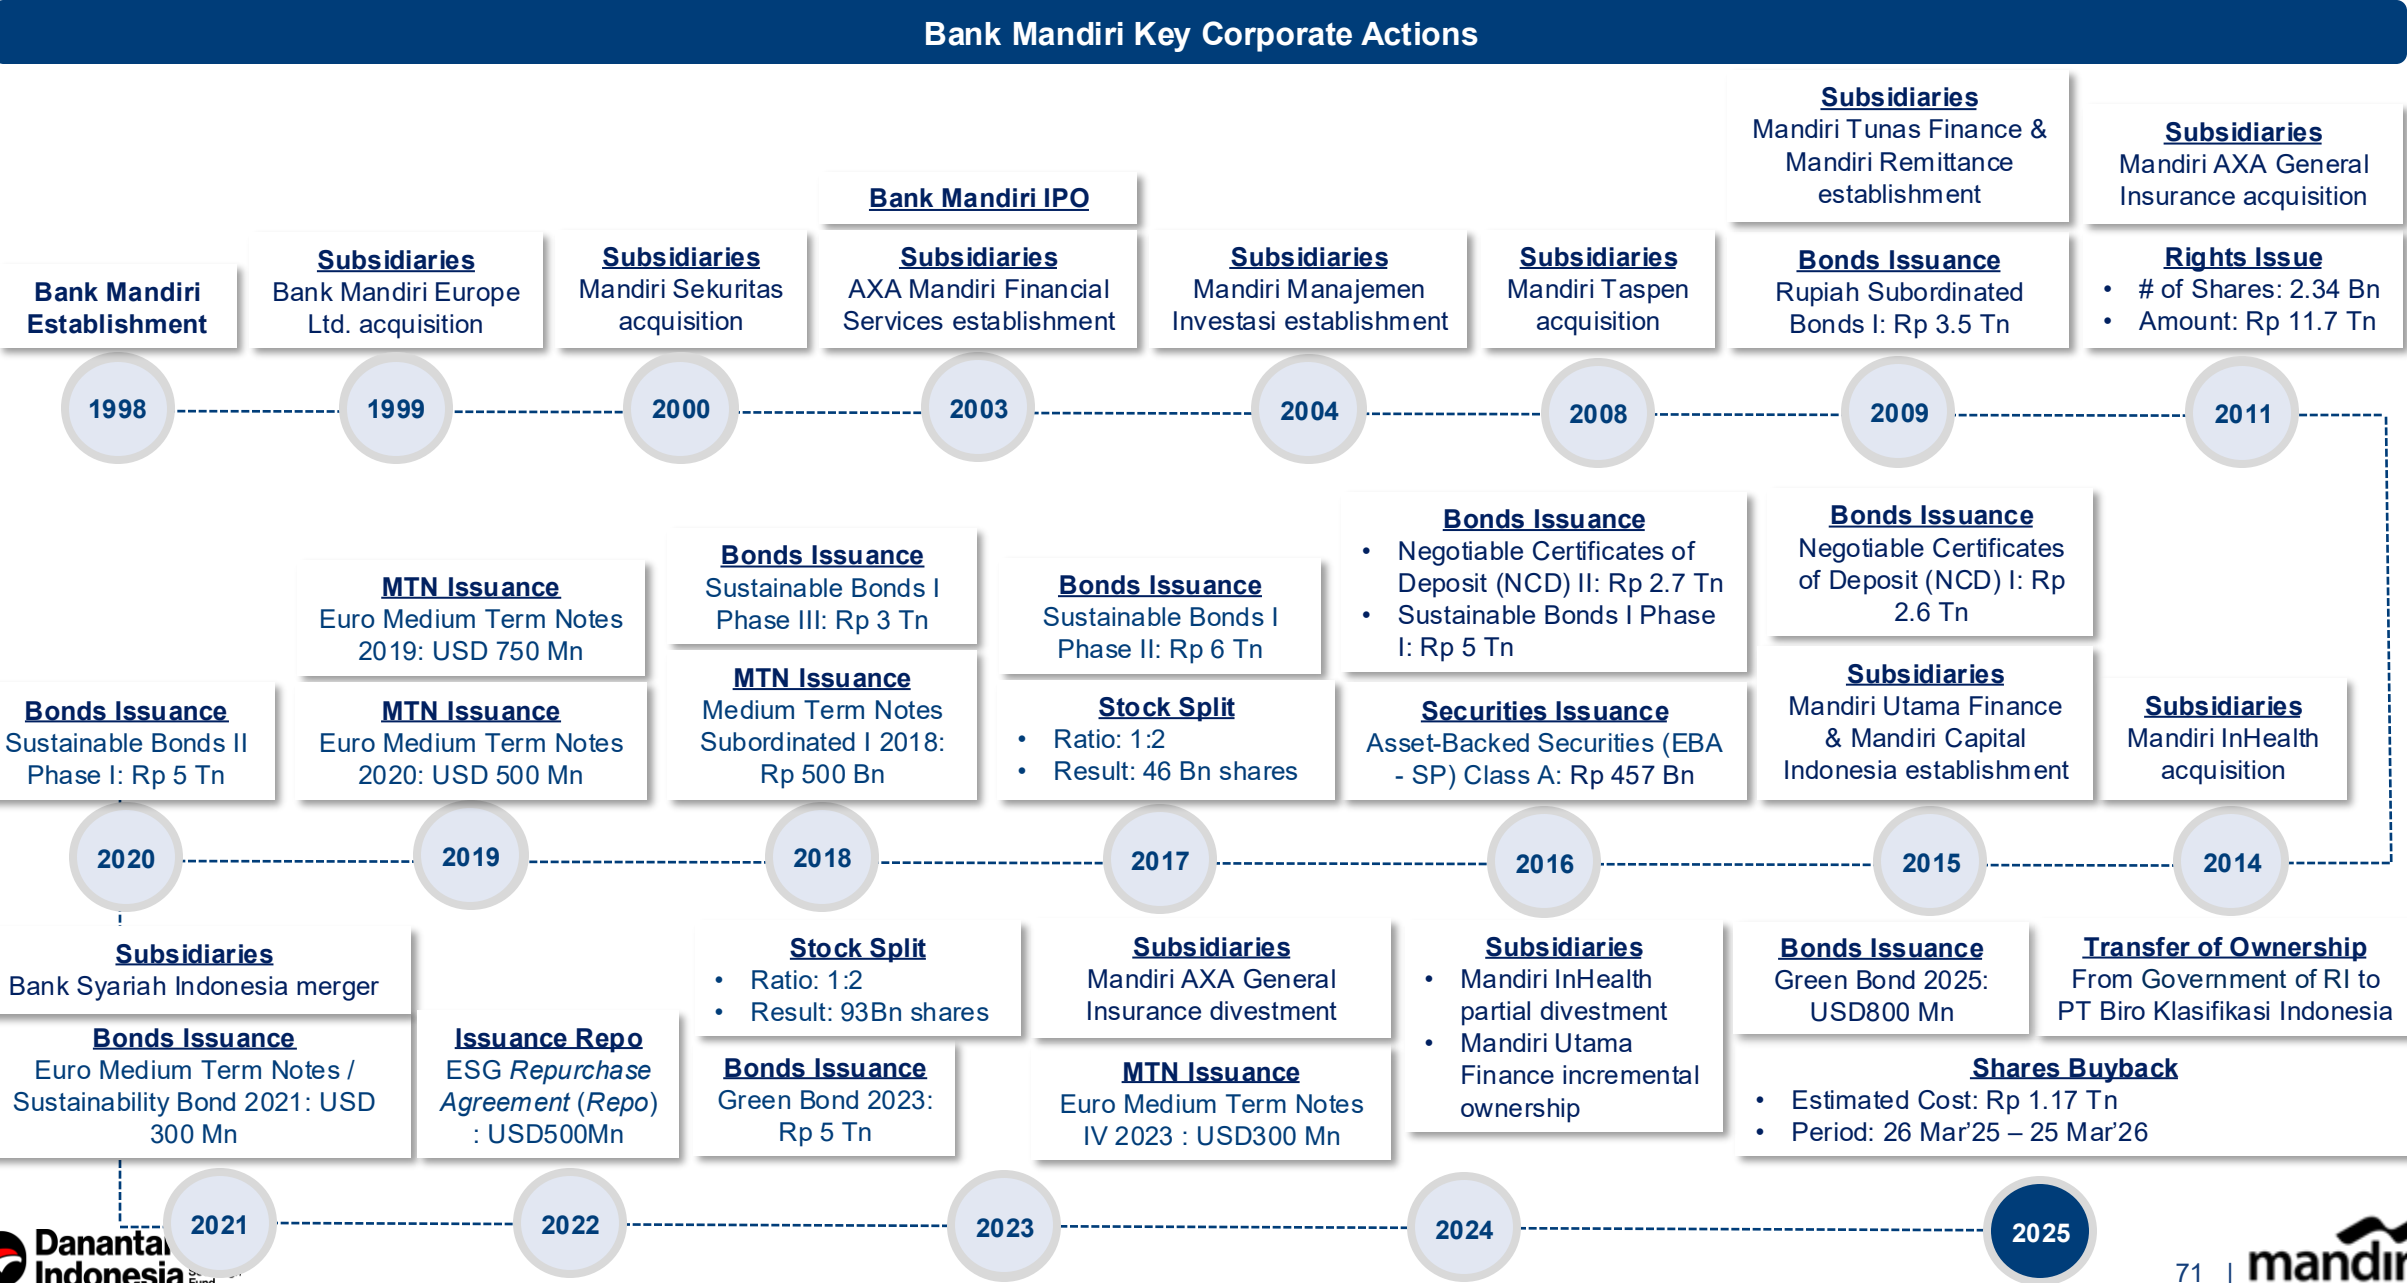 Bank Mandiri Key Corporate Actions
Bank Mandiri
Establishment
1998
Subsidiaries
Bank Mandiri Europe
Ltd. acquisition
1999
Subsidiaries
Mandiri Sekuritas
acquisition
2000
Bank Mandiri IPO
Subsidiaries
AXA Mandiri Financial
Services establishment
2003
Subsidiaries
Mandiri Manajemen
Investasi establishment
2004
Subsidiaries
Mandiri Taspen
acquisition
2008
Subsidiaries
Mandiri Tunas Finance &
Mandiri Remittance
establishment
Bonds Issuance
Rupiah Subordinated
Bonds I: Rp 3.5 Tn
2009
Subsidiaries
Mandiri AXA General
Insurance acquisition
Rights Issue
• # of Shares: 2.34 Bn
• Amount: Rp 11.7 Tn
2011
Subsidiaries
Mandiri InHealth
acquisition
2014
Bonds Issuance
Negotiable Certificates
of Deposit (NCD) I: Rp
2.6 Tn
Subsidiaries
Mandiri Utama Finance
& Mandiri Capital
Indonesia establishment
2015
Bonds Issuance
• Negotiable Certificates of
Deposit (NCD) II: Rp 2.7 Tn
• Sustainable Bonds I Phase
I: Rp 5 Tn
Securities Issuance
Asset-Backed Securities (EBA
- SP) Class A: Rp 457 Bn
2016
Bonds Issuance
Sustainable Bonds I
Phase II: Rp 6 Tn
Stock Split
• Ratio: 1:2
• Result: 46 Bn shares
2017
Bonds Issuance
Sustainable Bonds I
Phase III: Rp 3 Tn
MTN Issuance
Medium Term Notes
Subordinated I 2018:
Rp 500 Bn
2018
MTN Issuance
Euro Medium Term Notes
2019: USD 750 Mn
MTN Issuance
Euro Medium Term Notes
2020: USD 500 Mn
2019
Bonds Issuance
Sustainable Bonds II
Phase I: Rp 5 Tn
2020
Subsidiaries
Bank Syariah Indonesia merger
Bonds Issuance
Euro Medium Term Notes /
Sustainability Bond 2021: USD
300 Mn
2021
Issuance Repo
ESG Repurchase
Agreement (Repo)
: USD500Mn
2022
Stock Split
• Ratio: 1:2
• Result: 93Bn shares
Bonds Issuance
Green Bond 2023:
Rp 5 Tn
Subsidiaries
Mandiri AXA General
Insurance divestment
MTN Issuance
Euro Medium Term Notes
IV 2023 : USD300 Mn
2023
Subsidiaries
• Mandiri InHealth
partial divestment
• Mandiri Utama
Finance incremental
ownership
2024
Bonds Issuance
Green Bond 2025:
USD800 Mn
Transfer of Ownership
From Government of RI to
PT Biro Klasifikasi Indonesia
Shares Buyback
• Estimated Cost: Rp 1.17 Tn
• Period: 26 Mar’25 – 25 Mar’26
2025
Indonesia
71 |